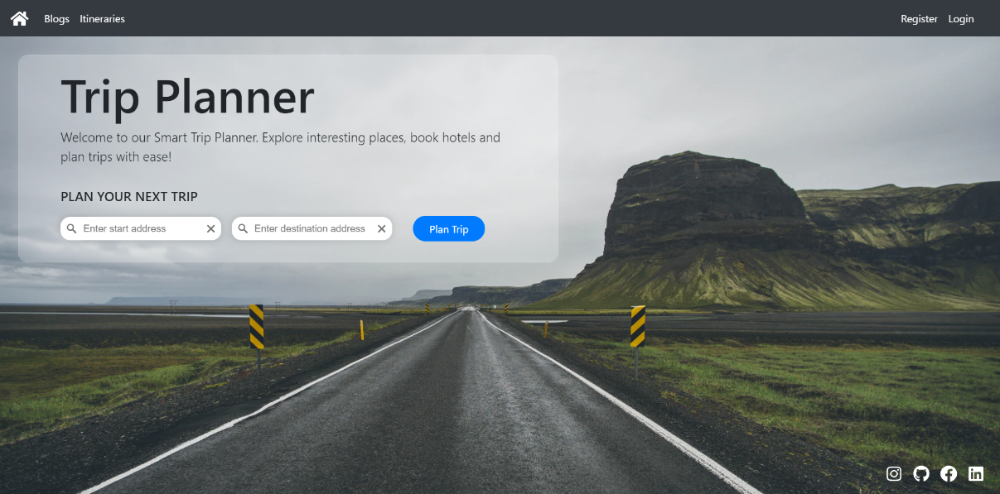 Blogs Itineraries Register Login
Trip Planner
Welcome to our Smart Trip Planner. Explore interesting places, book hotels and
plan trips with ease!
PLAN YOUR NEXT TRIP
Enter start address Enter destination address Plan Trip